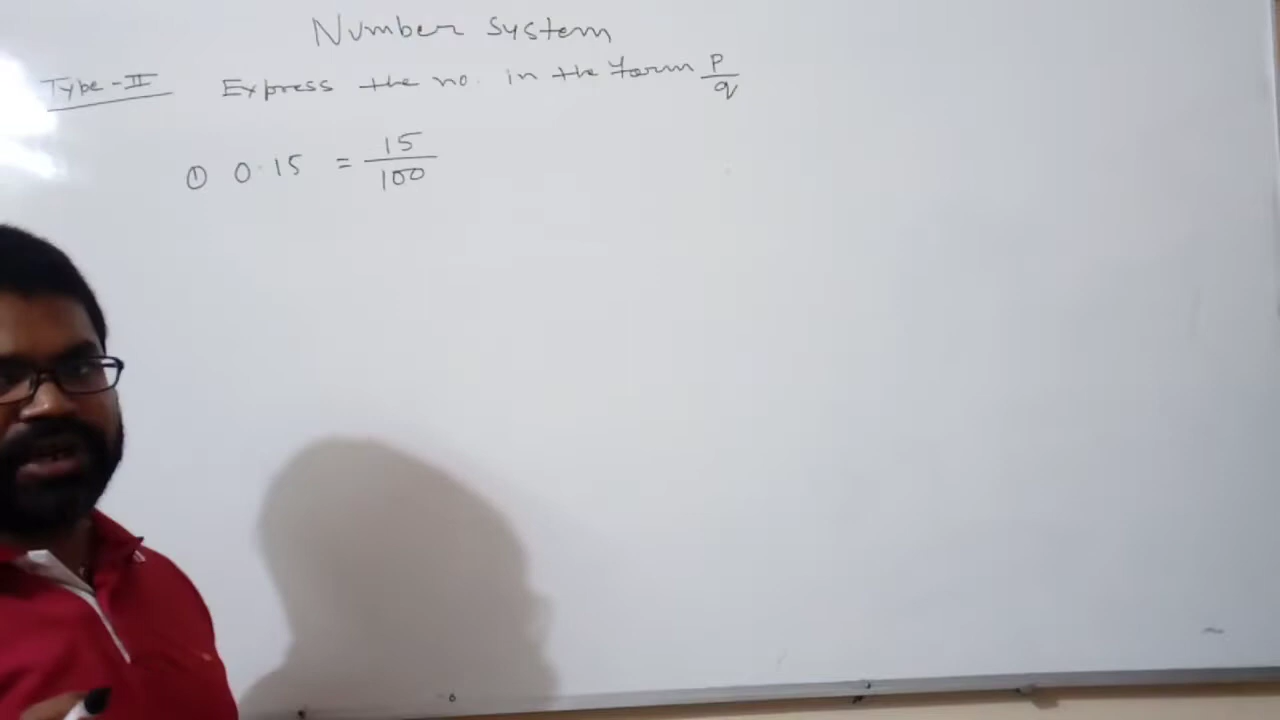 Number System
Type-II Express the no. in the form p/q
① 0.15 = 15/100